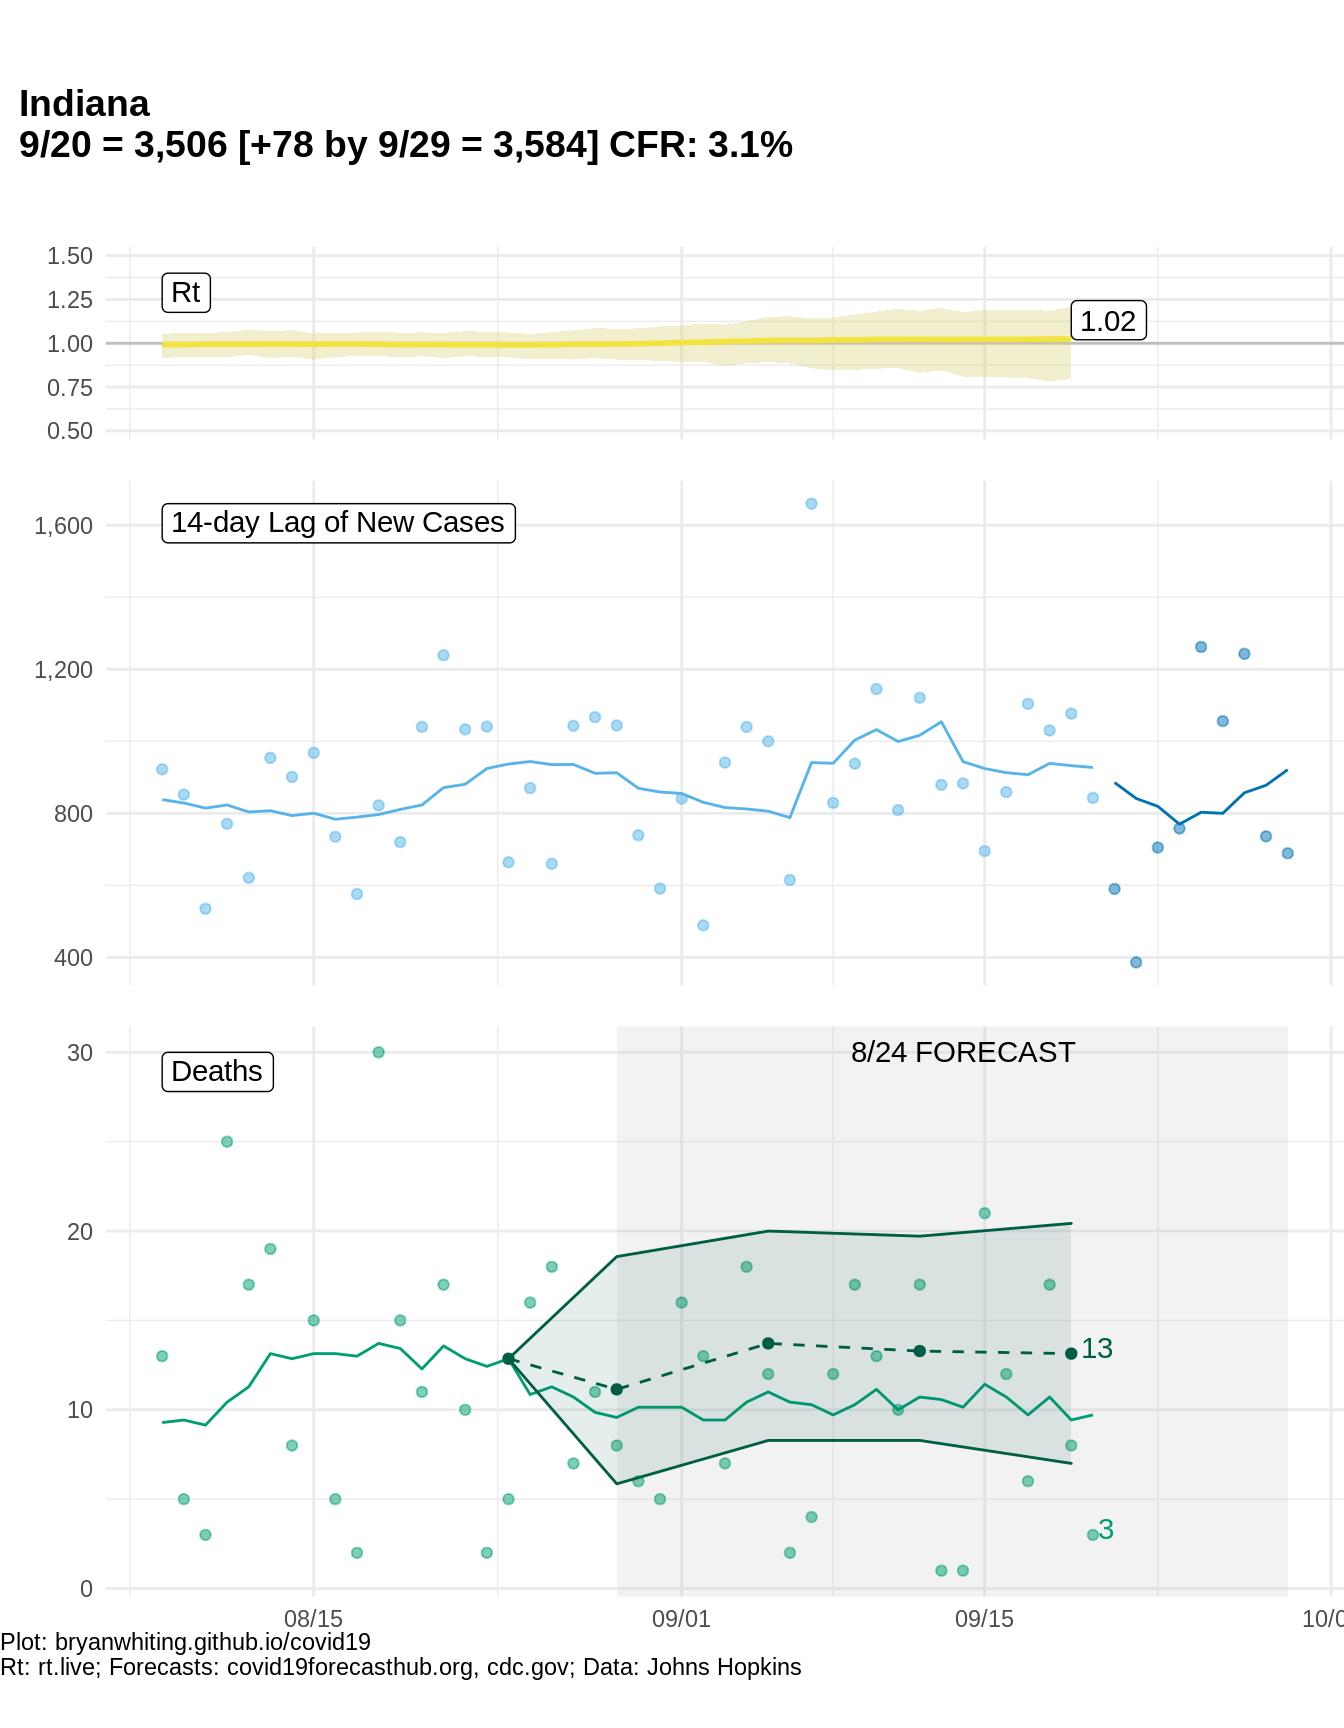 Indiana
9/20 = 3,506 [+78 by 9/29 = 3,584] CFR: 3.1%
1.50
1.25
1.00
0.75
0.50
Rt
1.02
1,600
1,200
800
400
14-day Lag of New Cases
30
20
10
0
Deaths
8/24 FORECAST
13
3
08/15
09/01
09/15
10/0
Plot: bryanwhiting.github.io/covid19
Rt: rt.live; Forecasts: covid19forecasthub.org, cdc.gov; Data: Johns Hopkins